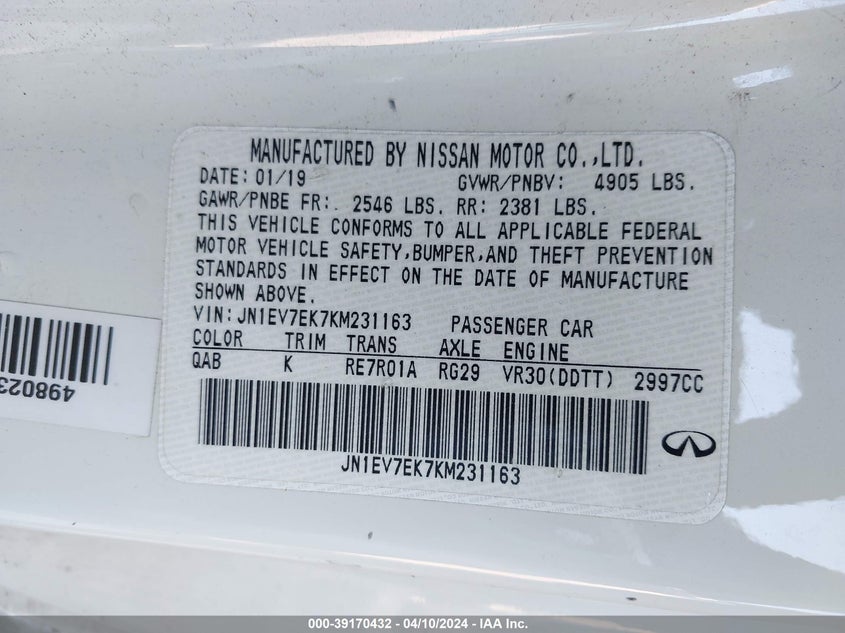 MANUFACTURED BY NISSAN MOTOR CO.,LTD.
DATE: 01/19 GVWR/PNBV: 4905 LBS.
GAWR/PNBE FR: 2546 LBS. RR: 2381 LBS.
THIS VEHICLE CONFORMS TO ALL APPLICABLE FEDERAL
MOTOR VEHICLE SAFETY,BUMPER,AND THEFT PREVENTION
STANDARDS IN EFFECT ON THE DATE OF MANUFACTURE
SHOWN ABOVE.
VIN: JN1EV7EK7KM231163 PASSENGER CAR
COLOR TRIM TRANS AXLE ENGINE
QAB K RE7R01A RG29 VR30(DDTT) 2997CC
JN1EV7EK7KM231163
000-39170432 - 04/10/2024 - IAA Inc.